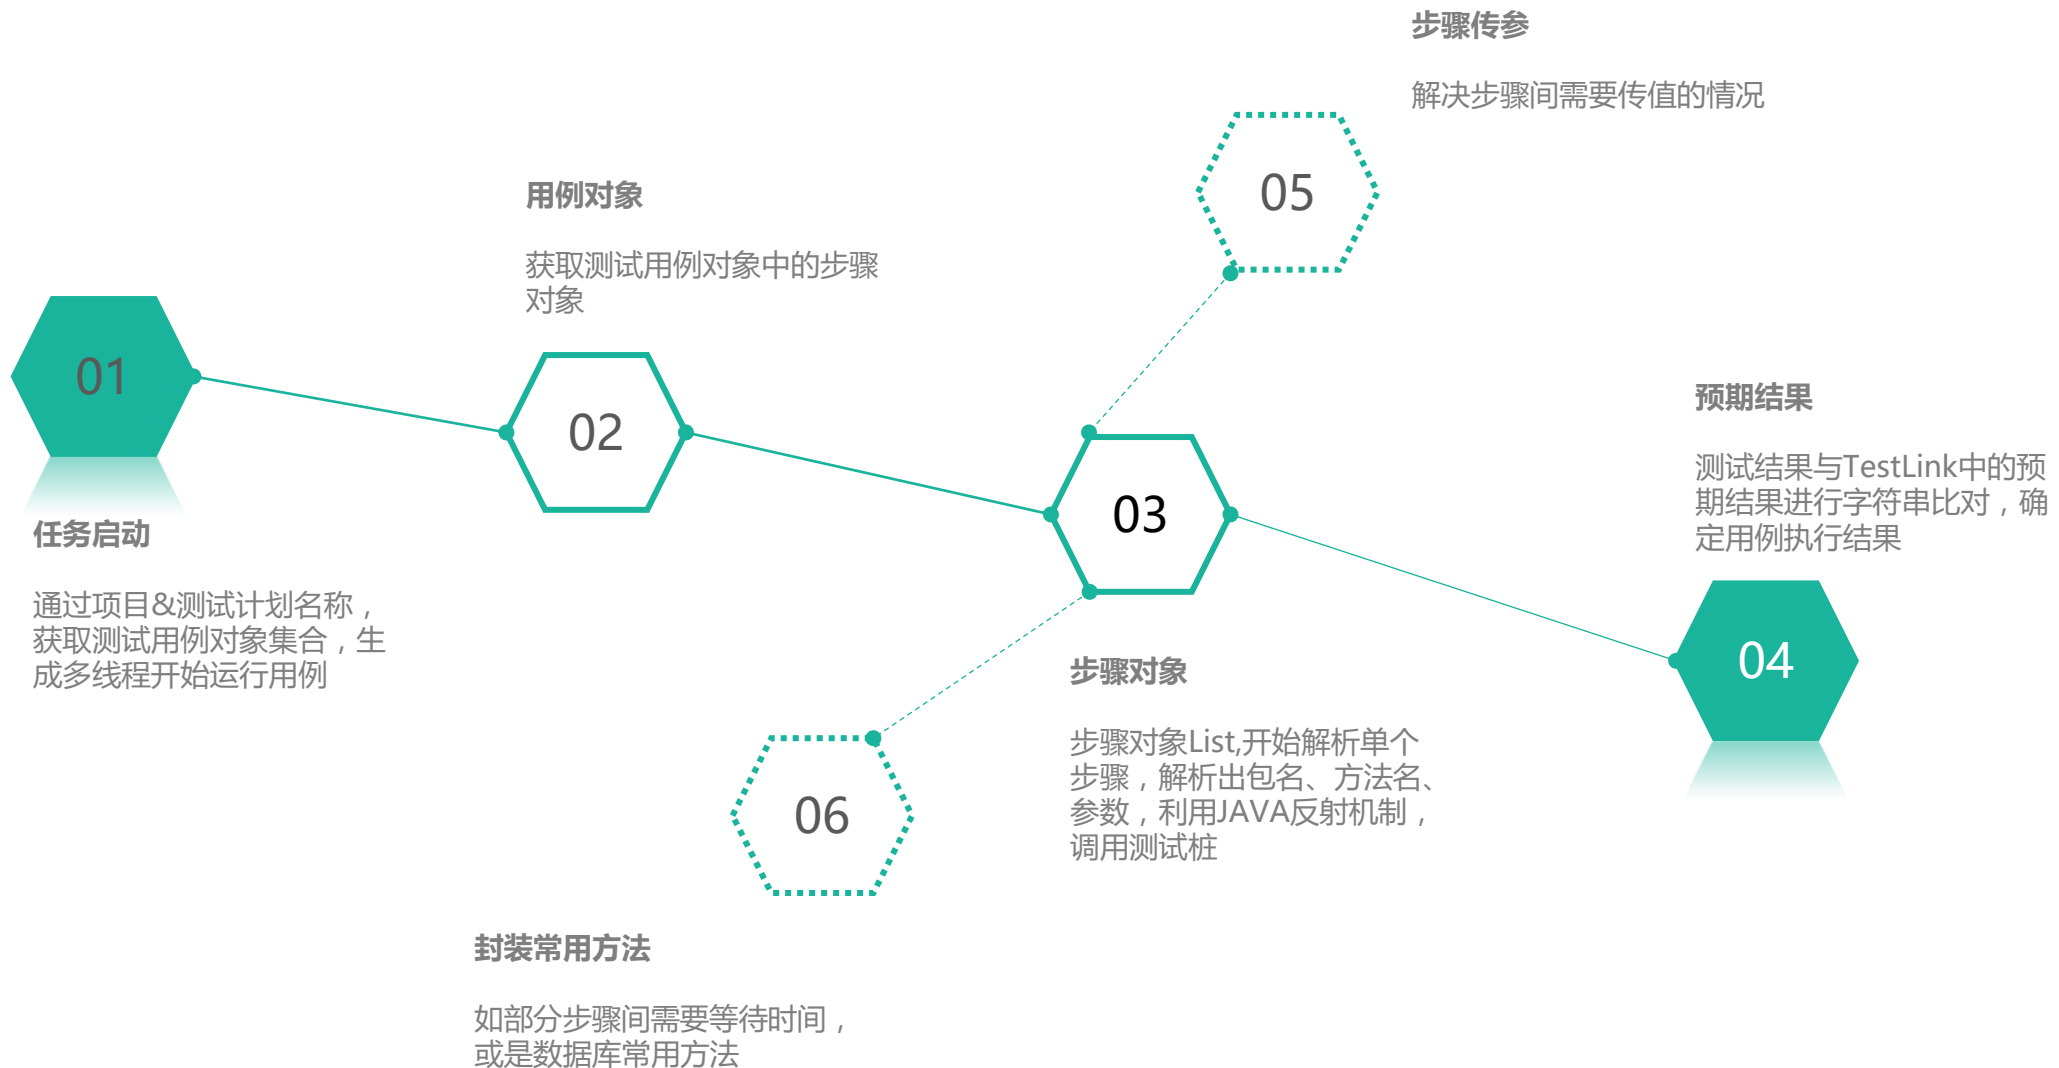 01
任务启动
通过项目&测试计划名称，
获取测试用例对象集合，生
成多线程开始运行用例
用例对象
获取测试用例对象中的步骤
对象
02
03
步骤对象
步骤对象List,开始解析单个
步骤，解析出包名、方法名、
参数，利用JAVA反射机制，
调用测试桩
预期结果
测试结果与TestLink中的预
期结果进行字符串比对，确
定用例执行结果
04
步骤传参
解决步骤间需要传值的情况
05
06
封装常用方法
如部分步骤间需要等待时间，
或是数据库常用方法